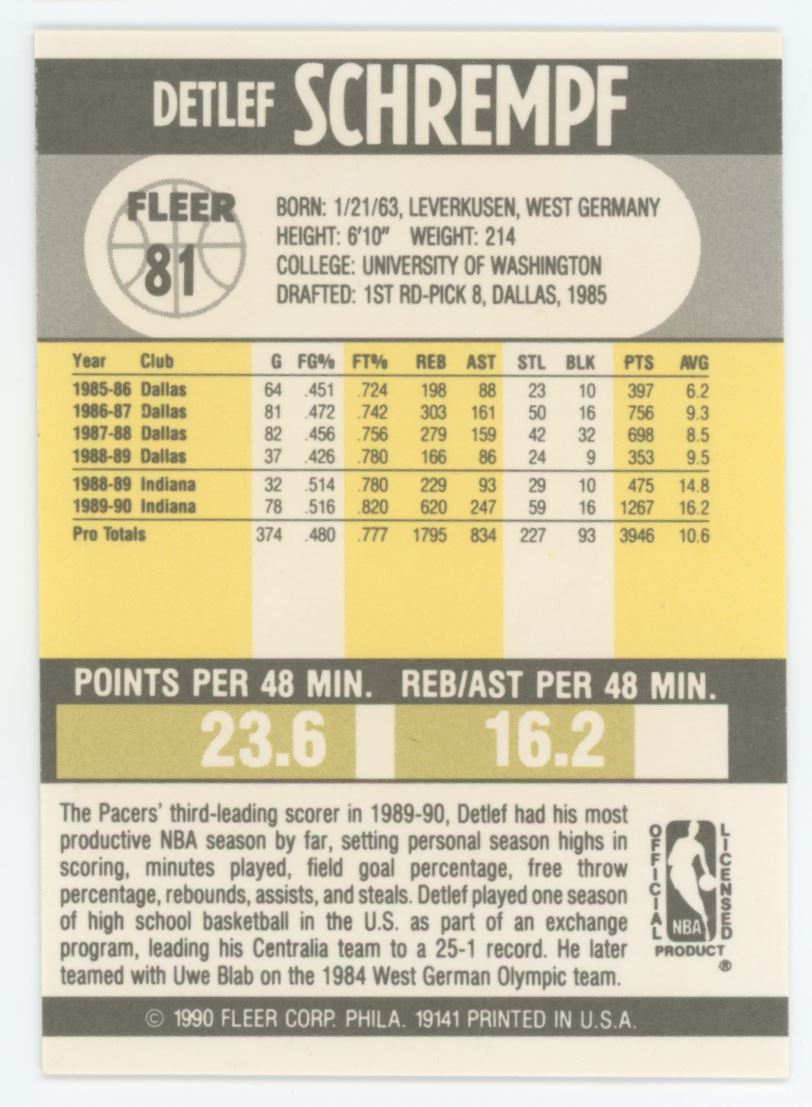 DETLEF SCHREMPF
FLEER
81
BORN: 1/21/63, LEVERKUSEN, WEST GERMANY
HEIGHT: 6'10" WEIGHT: 214
COLLEGE: UNIVERSITY OF WASHINGTON
DRAFTED: 1ST RD-PICK 8, DALLAS, 1985
Year Club G FG% FT% REB AST STL BLK PTS AVG
1985-86 Dallas 64 .451 .724 198 88 23 10 397 6.2
1986-87 Dallas 81 .472 .742 303 161 50 16 756 9.3
1987-88 Dallas 82 .456 .756 279 159 42 32 698 8.5
1988-89 Dallas 37 .426 .780 166 86 24 9 353 9.5
1988-89 Indiana 32 .514 .780 229 93 29 10 475 14.8
1989-90 Indiana 78 .516 .820 620 247 59 16 1267 16.2
Pro Totals 374 .480 .777 1795 834 227 93 3946 10.6
POINTS PER 48 MIN. REB/AST PER 48 MIN.
23.6 16.2
The Pacers' third-leading scorer in 1989-90, Detlef had his most
productive NBA season by far, setting personal season highs in
scoring, minutes played, field goal percentage, free throw
percentage, rebounds, assists, and steals. Detlef played one season
of high school basketball in the U.S. as part of an exchange
program, leading his Centralia team to a 25-1 record. He later
teamed with Uwe Blab on the 1984 West German Olympic team.
OFFICIAL
LICENSED
NBA
PRODUCT
®
© 1990 FLEER CORP. PHILA. 19141 PRINTED IN U.S.A.